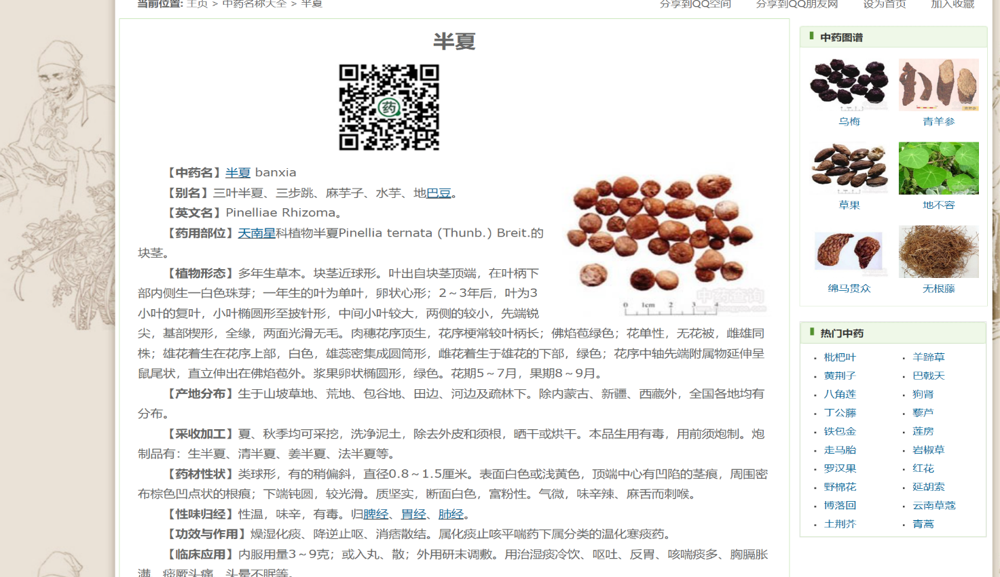 当前位置: 主页 > 中药名称大全 > 半夏
分享到QQ空间 分享到QQ朋友网 设为首页 加入收藏
半夏
药
【中药名】半夏 banxia
【别名】三叶半夏、三步跳、麻芋子、水芋、地巴豆。
【英文名】Pinelliae Rhizoma。
【药用部位】天南星科植物半夏Pinellia ternata (Thunb.) Breit.的
块茎。
【植物形态】多年生草本。块茎近球形。叶出自块茎顶端，在叶柄下
部内侧生一白色珠芽；一年生的叶为单叶，卵状心形；2～3年后，叶为3
小叶的复叶，小叶椭圆形至披针形，中间小叶较大，两侧的较小，先端锐
尖，基部楔形，全缘，两面光滑无毛。肉穗花序顶生，花序梗常较叶柄长；佛焰苞绿色；花单性，无花被，雌雄同
株；雄花着生在花序上部，白色，雄蕊密集成圆筒形，雌花着生于雄花的下部，绿色；花序中轴先端附属物延伸呈
鼠尾状，直立伸出在佛焰苞外。浆果卵状椭圆形，绿色。花期5～7月，果期8～9月。
【产地分布】生于山坡草地、荒地、包谷地、田边、河边及疏林下。除内蒙古、新疆、西藏外，全国各地均有
分布。
【采收加工】夏、秋季均可采挖，洗净泥土，除去外皮和须根，晒干或烘干。本品生用有毒，用前须炮制。炮
制品有：生半夏、清半夏、姜半夏、法半夏等。
【药材性状】类球形，有的稍偏斜，直径0.8～1.5厘米。表面白色或浅黄色，顶端中心有凹陷的茎痕，周围密
布棕色凹点状的根痕；下端钝圆，较光滑。质坚实，断面白色，富粉性。气微，味辛辣、麻舌而刺喉。
【性味归经】性温，味辛，有毒。归脾经、胃经、肺经。
【功效与作用】燥湿化痰、降逆止呕、消痞散结。属化痰止咳平喘药下属分类的温化寒痰药。
【临床应用】内服用量3～9克；或入丸、散；外用研末调敷。用治湿痰冷饮、呕吐、反胃、咳喘痰多、胸膈胀
满、痰厥头痛、头晕不眠等。
0 1cm 2 3 4
中药查询
中药图谱
乌梅 青羊参
草果 地不容
绵马贯众 无根藤
热门中药
枇杷叶 羊蹄草
黄荆子 巴戟天
八角莲 狗肾
丁公藤 藜芦
铁包金 莲房
走马胎 岩椒草
罗汉果 红花
野棉花 延胡索
博落回 云南草蔻
土荆芥 青蒿